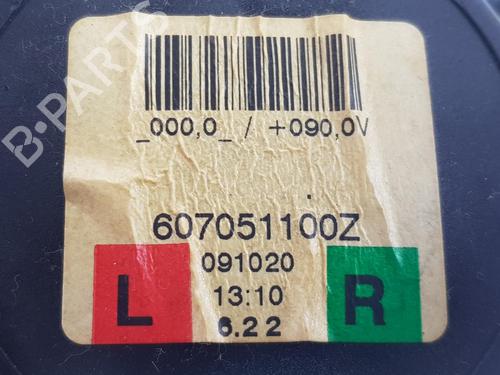 B-PARTS
_000,0_ / +090,0V
607051100Z
091020
L 13:10 R
6.22